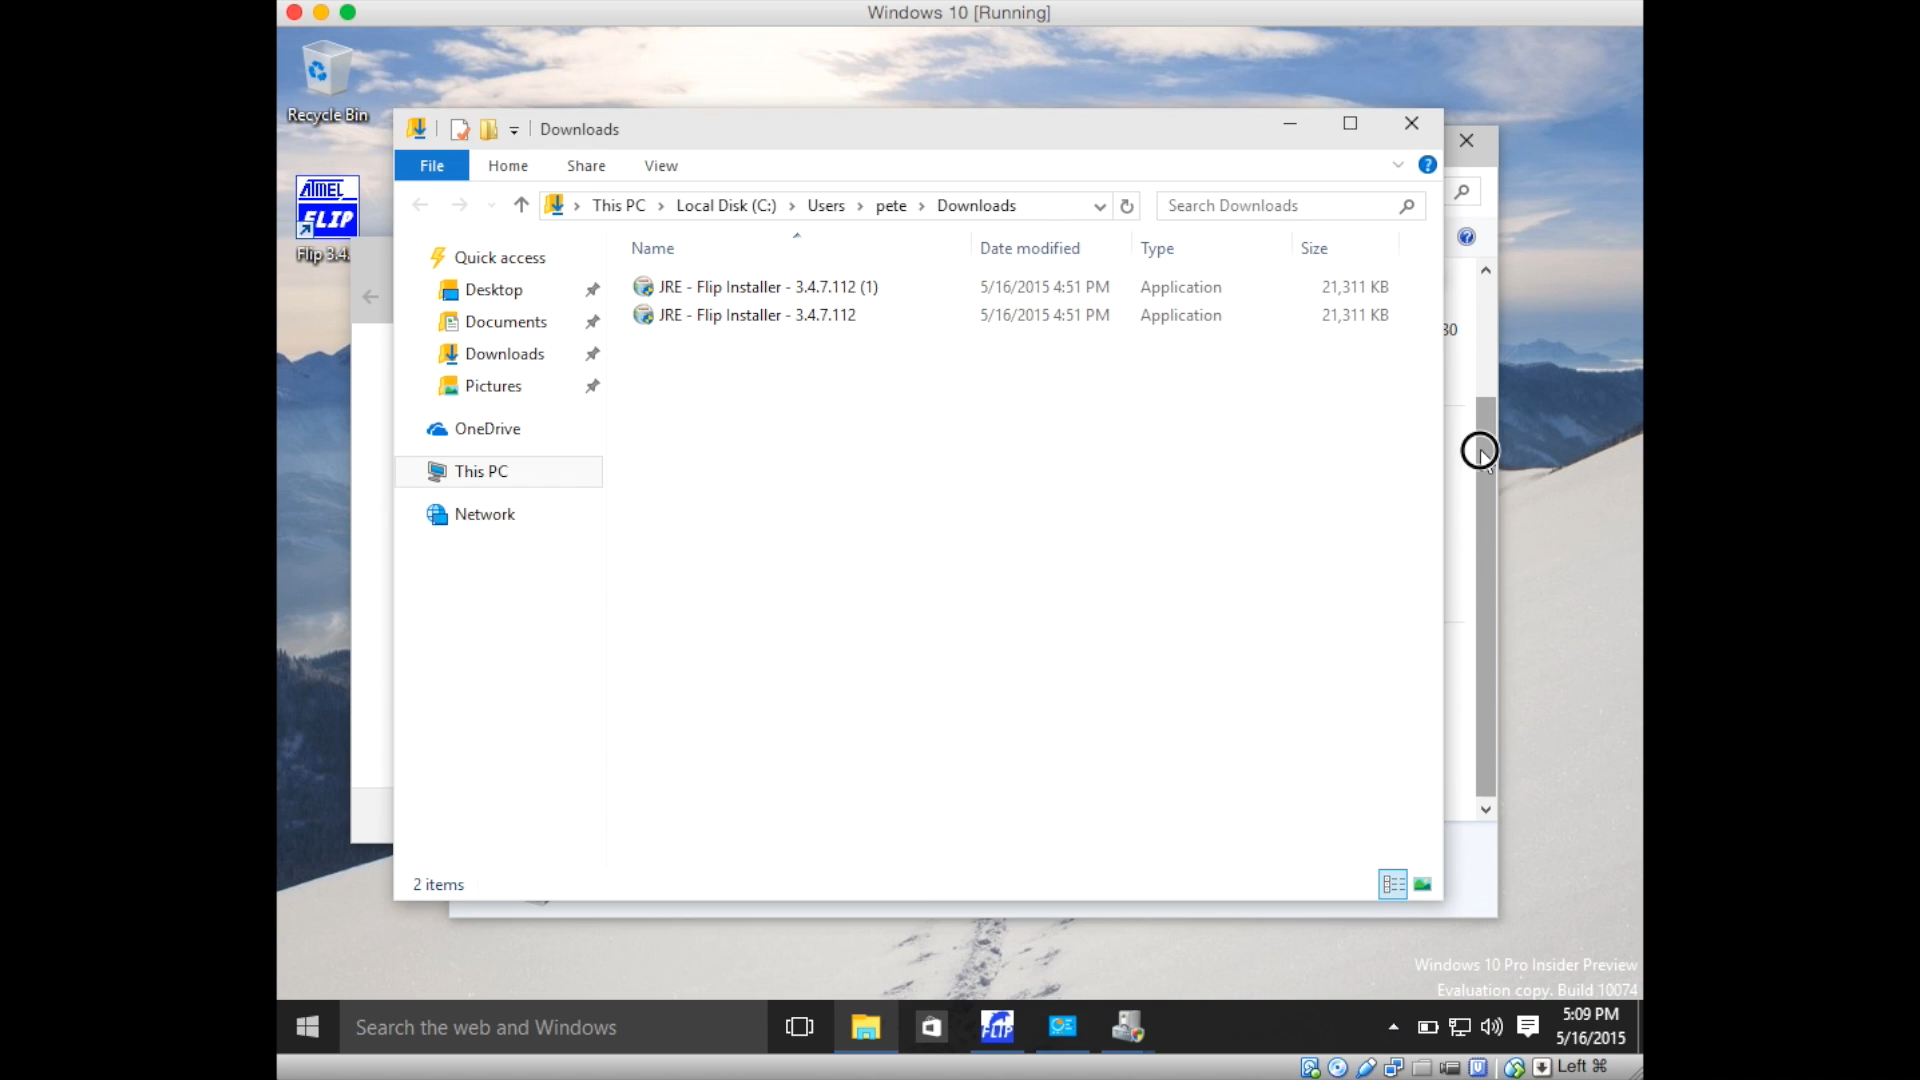 Windows 10 [Running]
Recycle Bin
Downloads
File Home Share View
This PC Local Disk (C:) Users pete Downloads
Search Downloads
ATMEL
FLIP
Flip 3.4.
Name Date modified Type Size
Quick access
JRE - Flip Installer - 3.4.7.112 (1) 5/16/2015 4:51 PM Application 21,311 KB
Desktop
JRE - Flip Installer - 3.4.7.112 5/16/2015 4:51 PM Application 21,311 KB
Documents
30
Downloads
Pictures
OneDrive
This PC
Network
2 items
Windows 10 Pro Insider Preview
Evaluation copy. Build 10074
Search the web and Windows
FLIP
5:09 PM
5/16/2015
Left ⌘